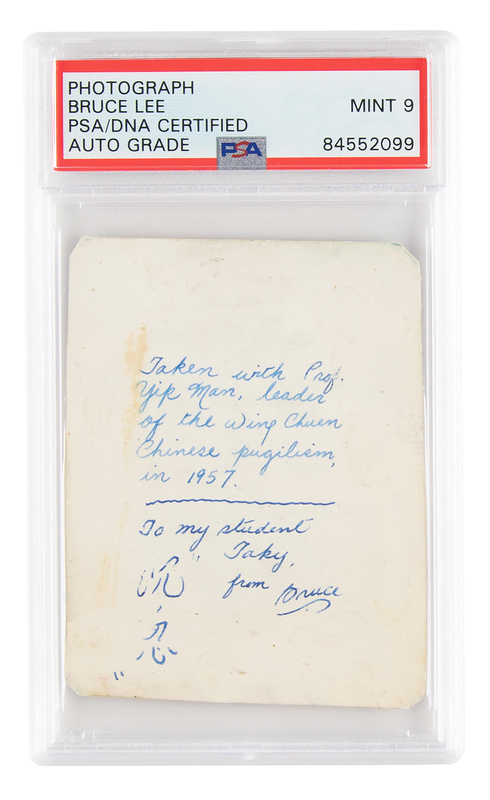 PHOTOGRAPH
BRUCE LEE MINT 9
PSA/DNA CERTIFIED
AUTO GRADE PSA 84552099
Taken with Prof.
Yip Man, leader
of the Wing Chuen
Chinese pugilism,
in 1957.
To my student
Taky,
from Bruce